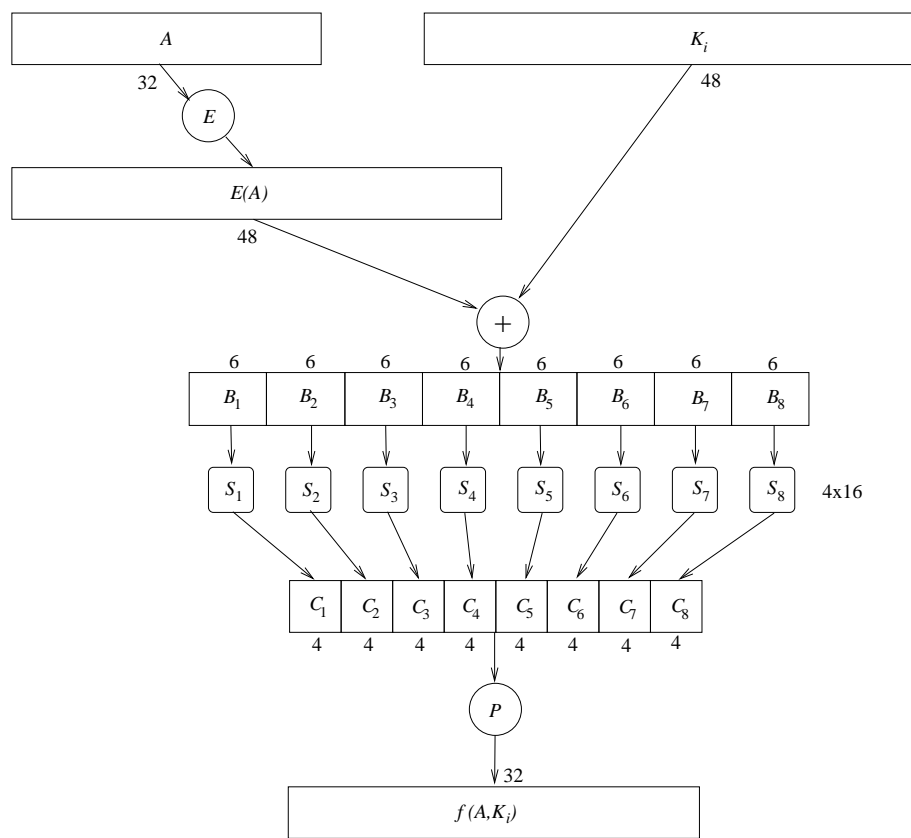 A K_i
32 48
E
E(A)
48
+
6 6 6 6 6 6 6 6
B_1 B_2 B_3 B_4 B_5 B_6 B_7 B_8
S_1 S_2 S_3 S_4 S_5 S_6 S_7 S_8 4x16
C_1 C_2 C_3 C_4 C_5 C_6 C_7 C_8
4 4 4 4 4 4 4 4
P
32
f(A,K_i)